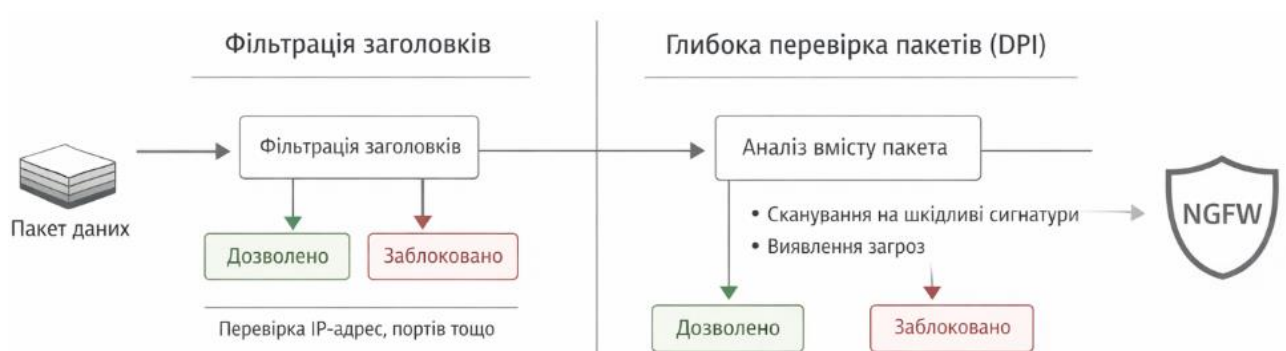 Фільтрація заголовків
Глибока перевірка пакетів (DPI)
Пакет даних
Фільтрація заголовків
Дозволено
Заблоковано
Перевірка IP-адрес, портів тощо
Аналіз вмісту пакета
• Сканування на шкідливі сигнатури
• Виявлення загроз
Дозволено
Заблоковано
NGFW